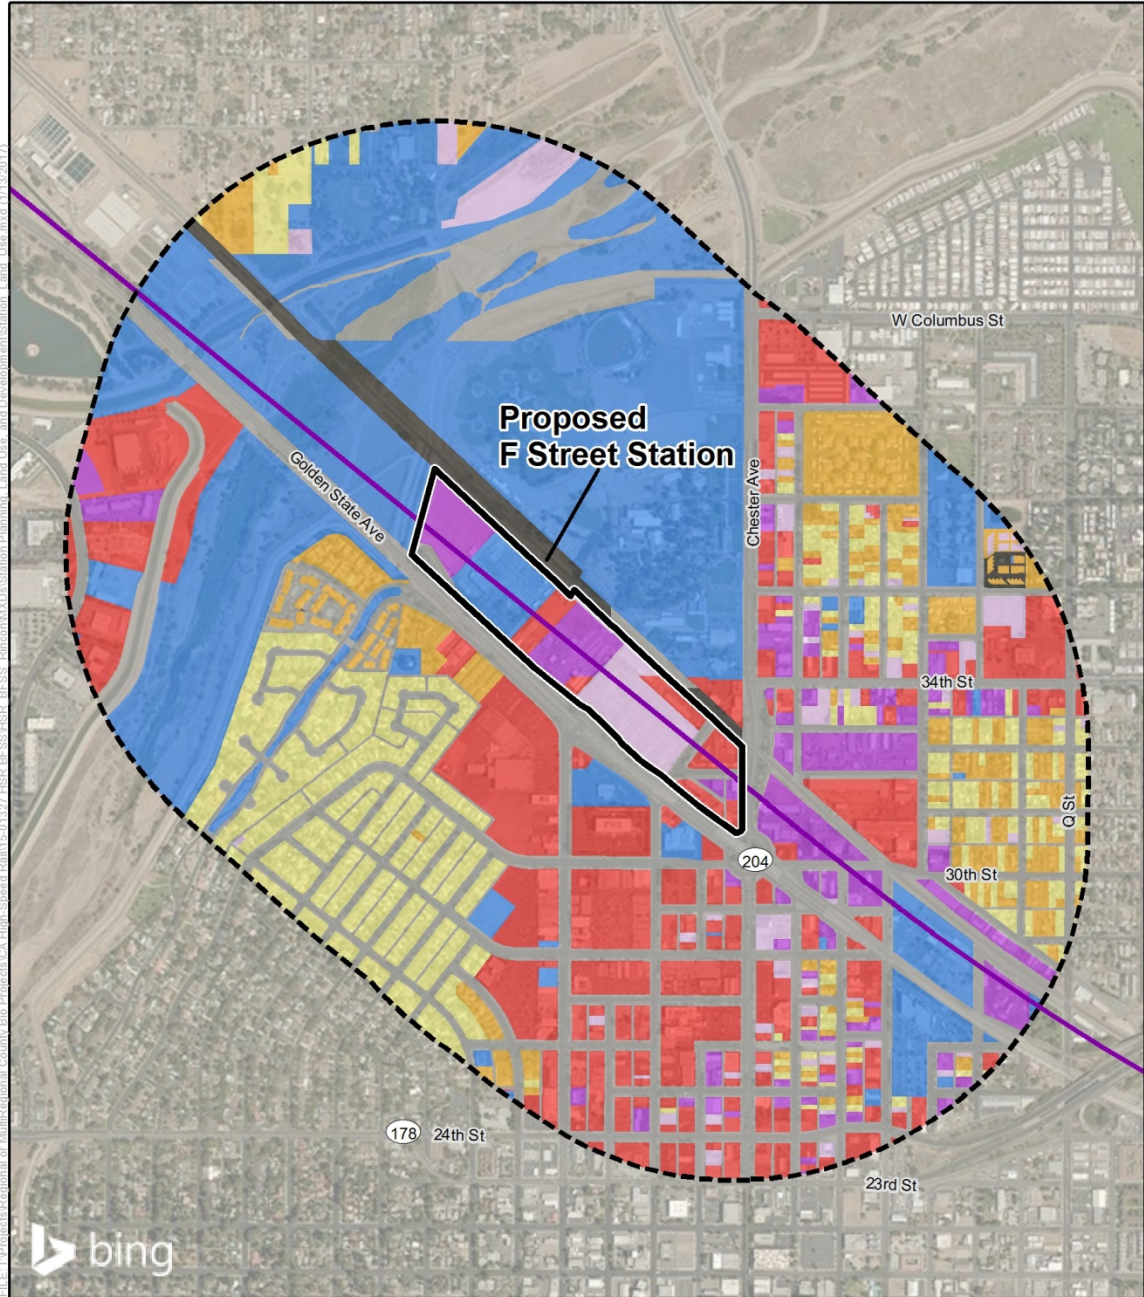 W Columbus St
Proposed
F Street Station
Golden State Ave
Chester Ave
34th St
Q St
204
30th St
178
24th St
23rd St
bing